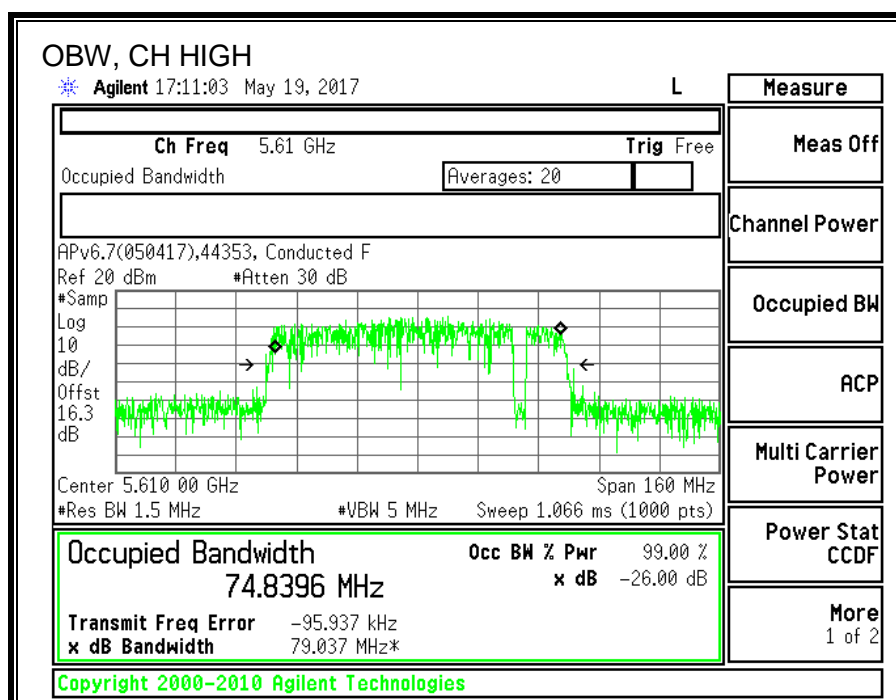 OBW, CH HIGH
Agilent 17:11:03 May 19, 2017 L
Measure
Ch Freq 5.61 GHz Trig Free
Occupied Bandwidth Averages: 20
Meas Off
Channel Power
APv6.7(050417),44353, Conducted F
Ref 20 dBm #Atten 30 dB
#Samp
Log
10
dB/
Offst
16.3
dB
Occupied BW
ACP
Multi Carrier
Power
Center 5.610 00 GHz Span 160 MHz
#Res BW 1.5 MHz #VBW 5 MHz Sweep 1.066 ms (1000 pts)
Power Stat
CCDF
Occupied Bandwidth Occ BW % Pwr 99.00 %
74.8396 MHz x dB -26.00 dB
Transmit Freq Error -95.937 kHz
x dB Bandwidth 79.037 MHz*
More
1 of 2
Copyright 2000-2010 Agilent Technologies